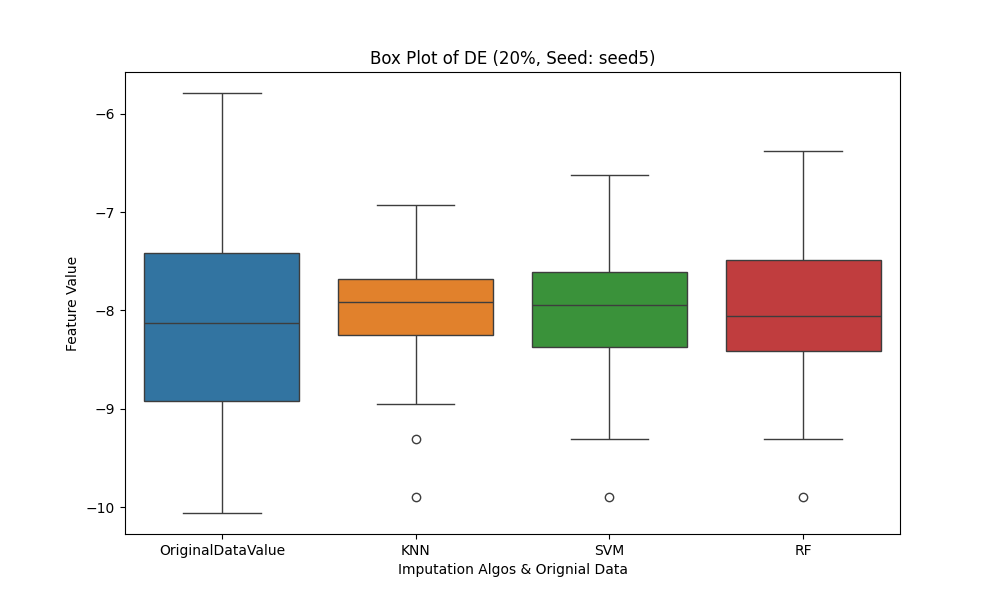 Box Plot of DE (20%, Seed: seed5)
Feature Value
−6
−7
−8
−9
−10
OriginalDataValue
KNN
SVM
RF
Imputation Algos & Orignial Data